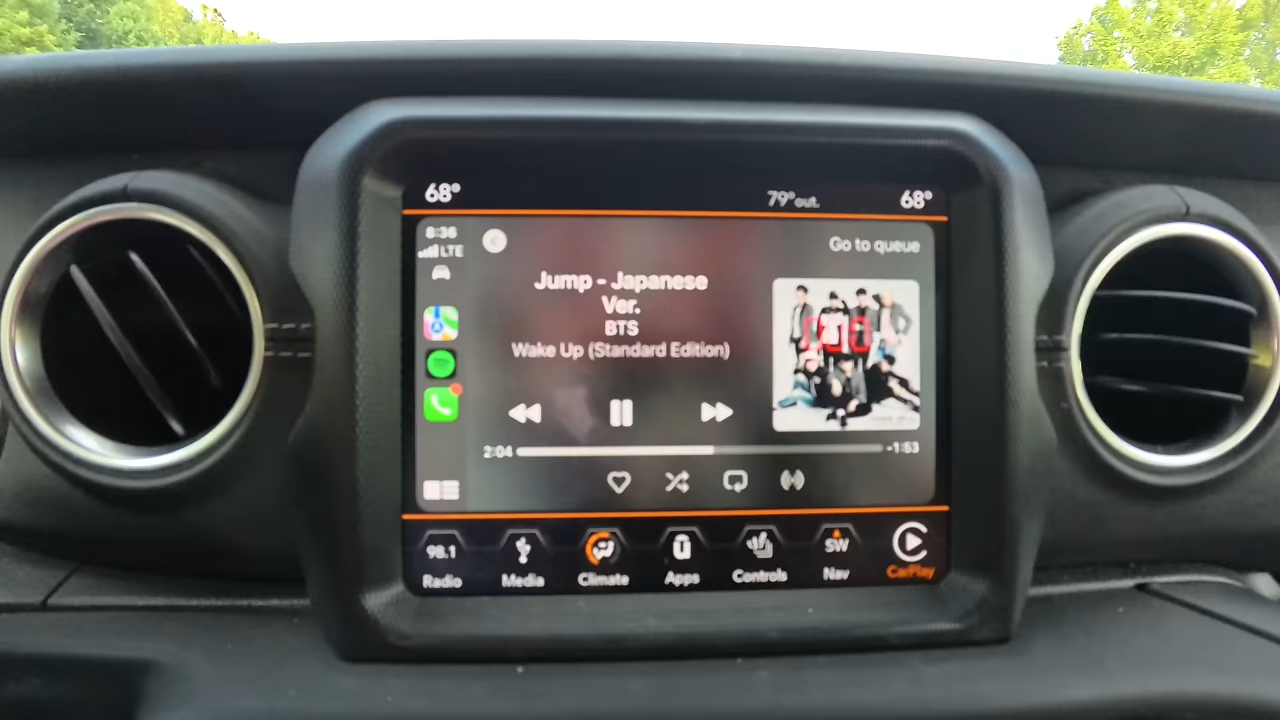 68°
79°out.
68°
8:36
LTE
Go to queue
Jump - Japanese
Ver.
BTS
Wake Up (Standard Edition)
2:04
-1:53
98.1
SW
Radio
Media
Climate
Apps
Controls
Nav
CarPlay